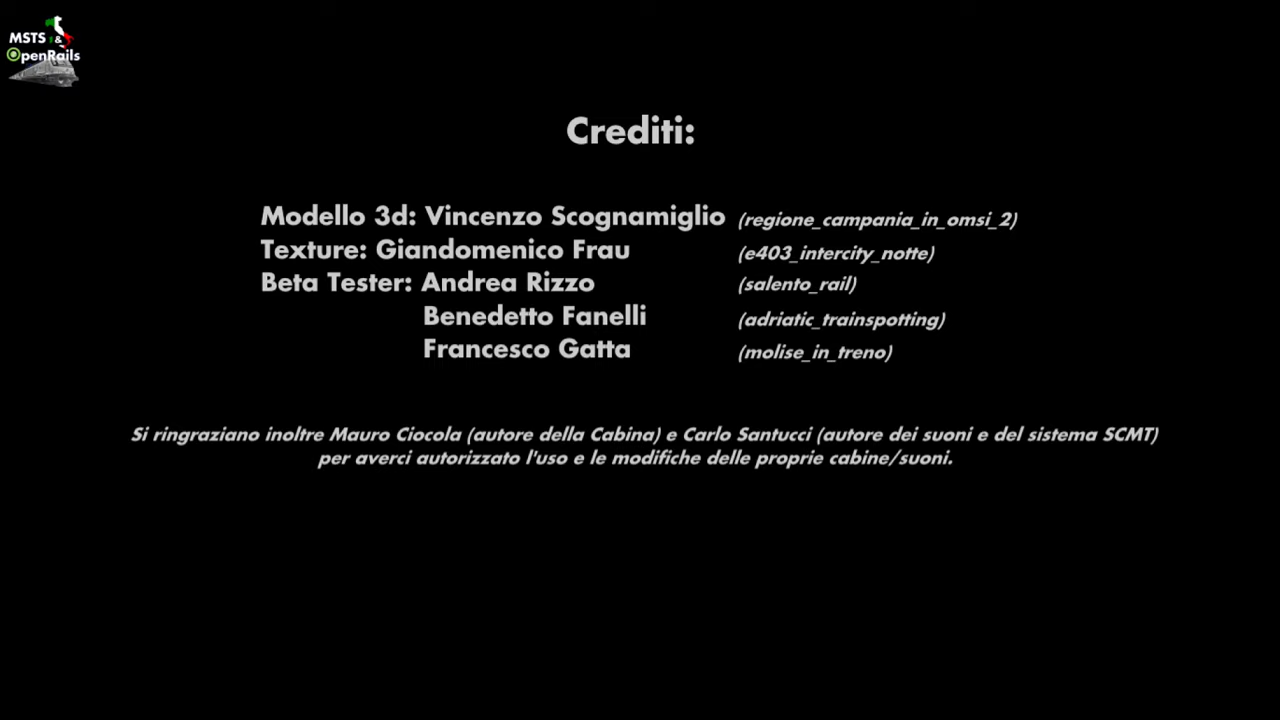 MSTS &
OpenRails
Crediti:
Modello 3d: Vincenzo Scognamiglio (regione_campania_in_omsi_2)
Texture: Giandomenico Frau (e403_intercity_notte)
Beta Tester: Andrea Rizzo (salento_rail)
Benedetto Fanelli (adriatic_trainspotting)
Francesco Gatta (molise_in_treno)
Si ringraziano inoltre Mauro Ciocola (autore della Cabina) e Carlo Santucci (autore dei suoni e del sistema SCMT)
per averci autorizzato l'uso e le modifiche delle proprie cabine/suoni.